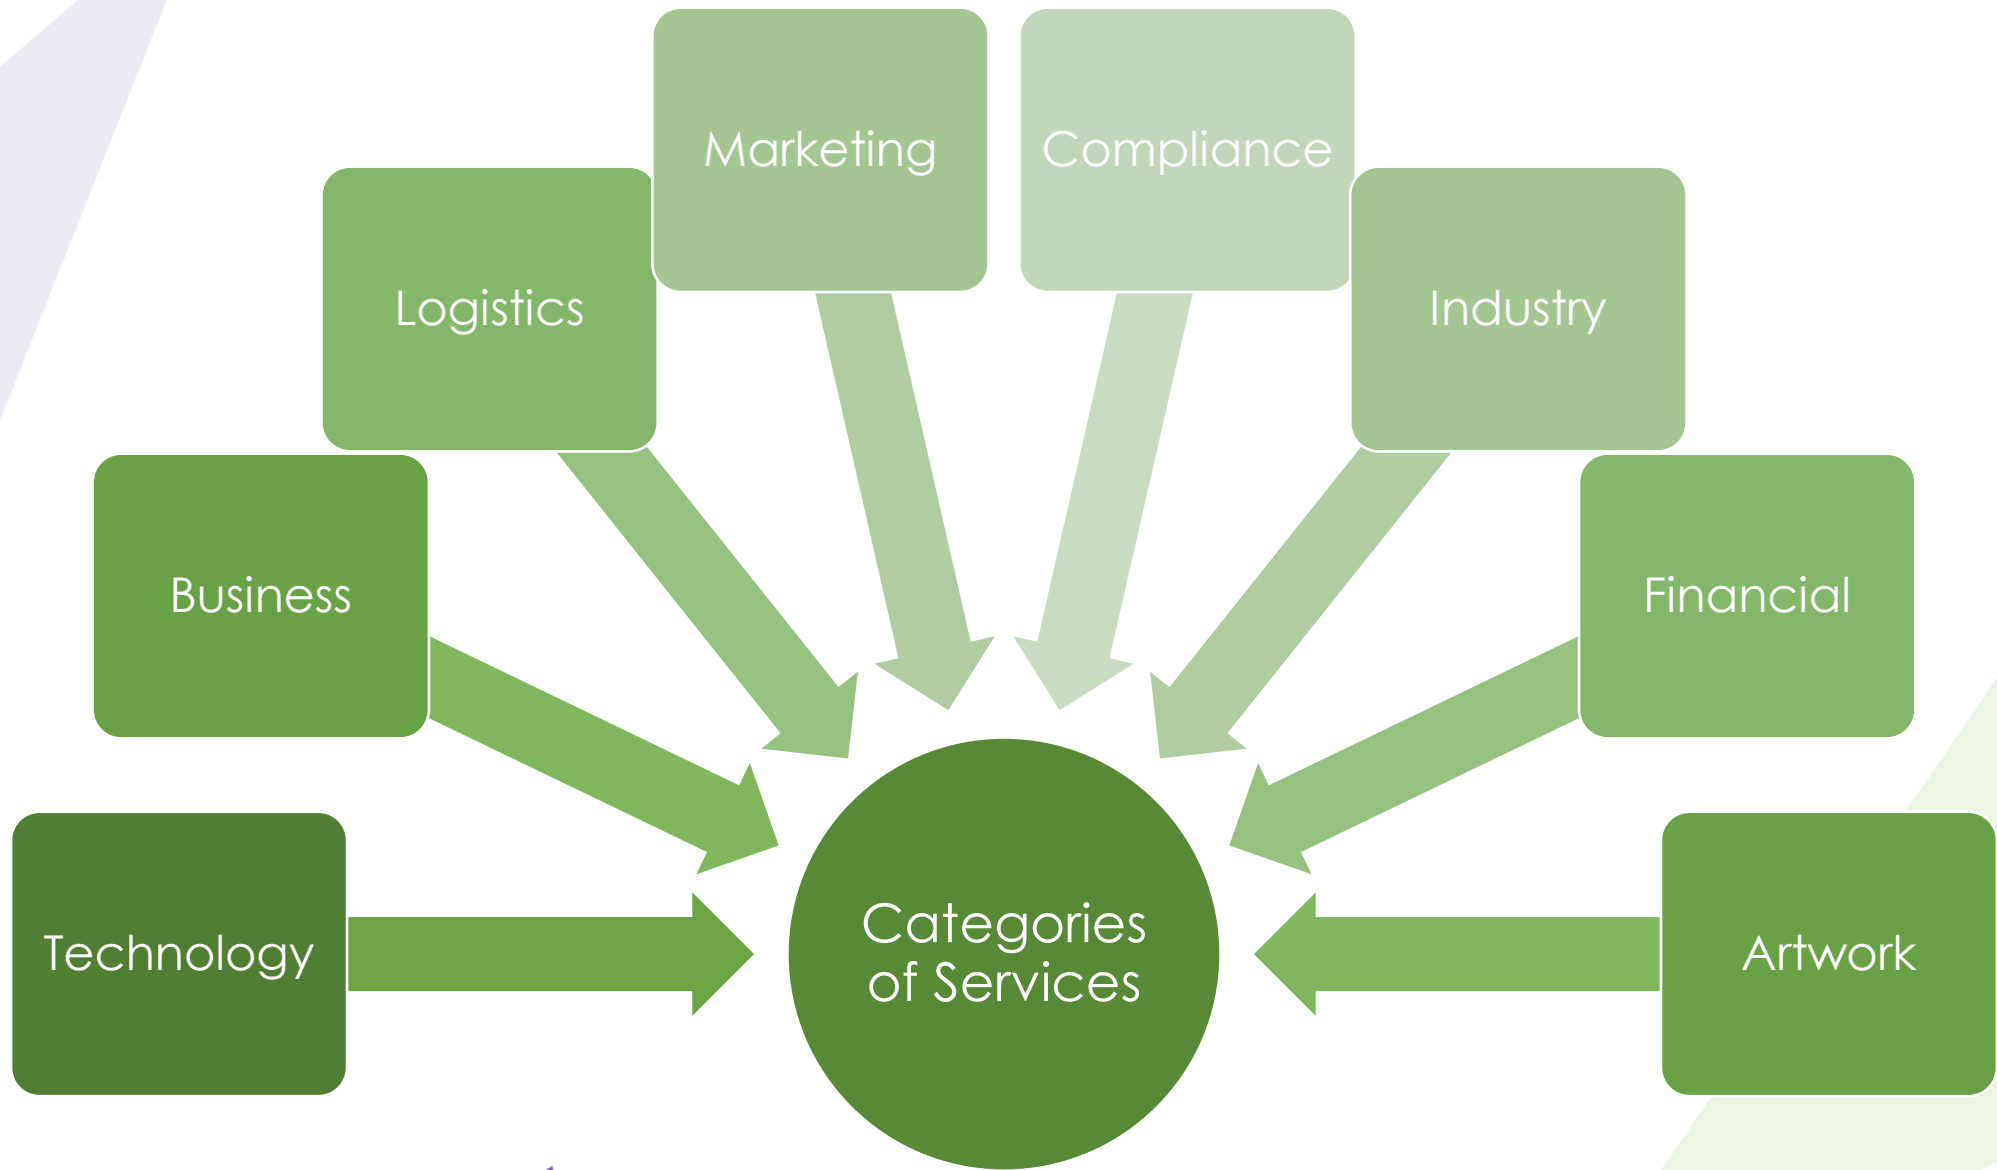 Marketing
Compliance
Logistics
Industry
Business
Financial
Technology
Categories
of Services
Artwork